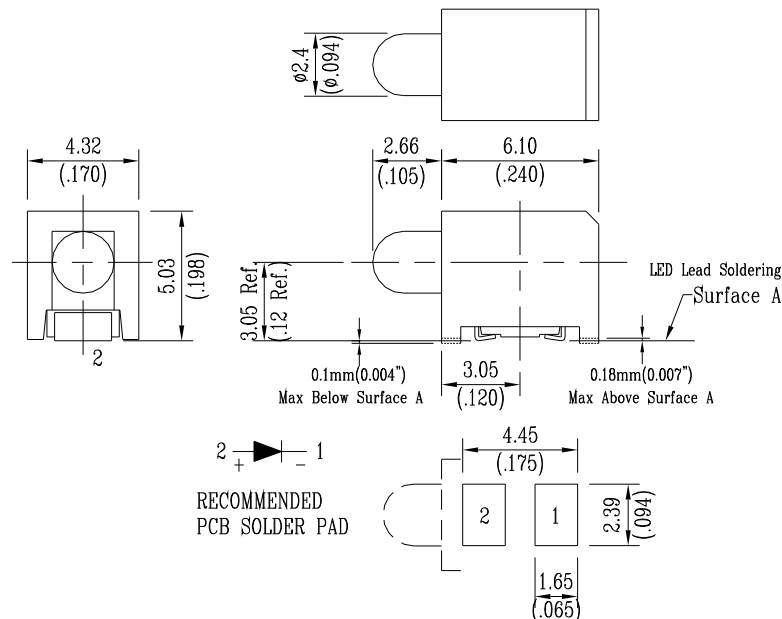 ø2.4
(ø.094)
4.32
(.170)
2.66
(.105)
6.10
(.240)
5.03
(.198)
3.05 Ref.
(.12 Ref.)
LED Lead Soldering
Surface A
2
0.1mm(0.004")
Max Below Surface A
3.05
(.120)
0.18mm(0.007")
Max Above Surface A
2 1
+ -
RECOMMENDED
PCB SOLDER PAD
4.45
(.175)
2 1
2.39
(.094)
1.65
(.065)